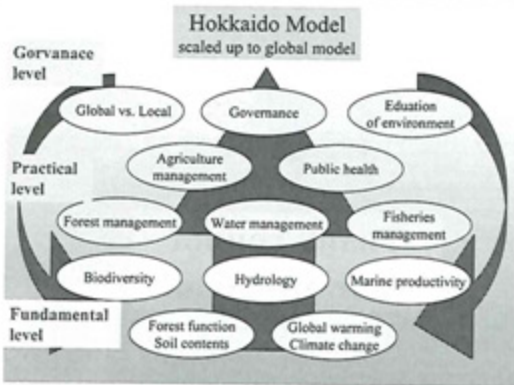 Hokkaido Model
scaled up to global model
Gorvanace
level
Global vs. Local
Governance
Eduation
of environment
Agriculture
management
Public health
Practical
level
Forest management
Water management
Fisheries
management
Biodiversity
Hydrology
Marine productivity
Fundamental
level
Forest function
Soil contents
Global warming
Climate change